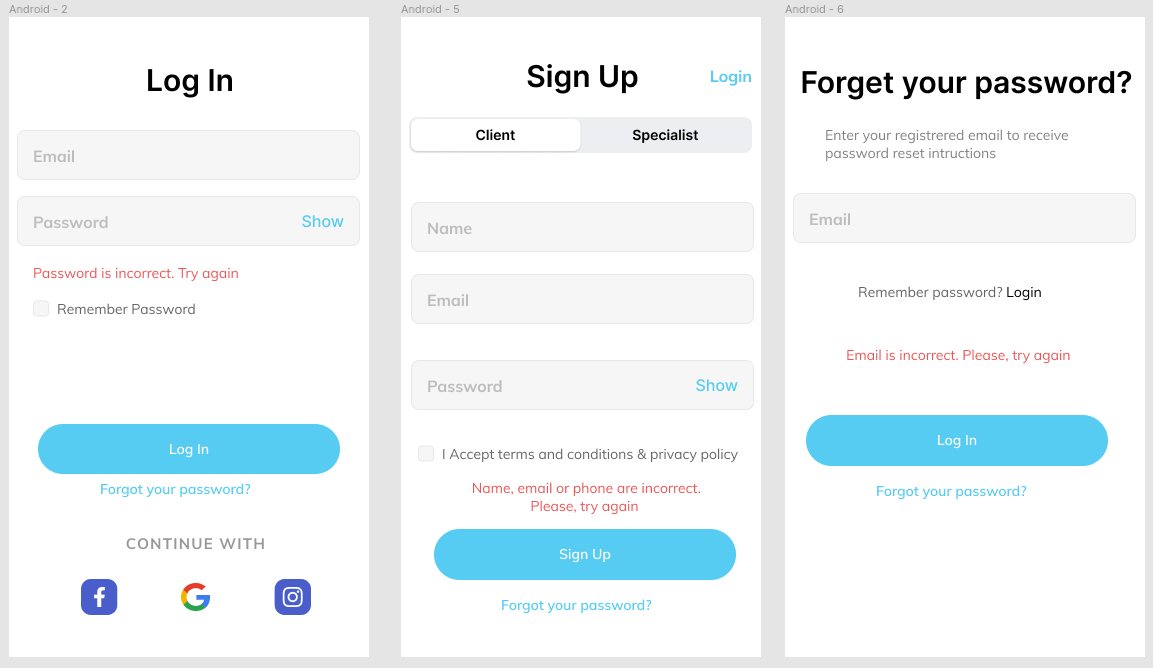 Android - 2
Log In
Email
Password
Show
Password is incorrect. Try again
Remember Password
Log In
Forgot your password?
CONTINUE WITH
Android - 5
Sign Up
Login
Client
Specialist
Name
Email
Password
Show
I Accept terms and conditions & privacy policy
Name, email or phone are incorrect.
Please, try again
Sign Up
Forgot your password?
Android - 6
Forget your password?
Enter your registrered email to receive
password reset intructions
Email
Remember password? Login
Email is incorrect. Please, try again
Log In
Forgot your password?